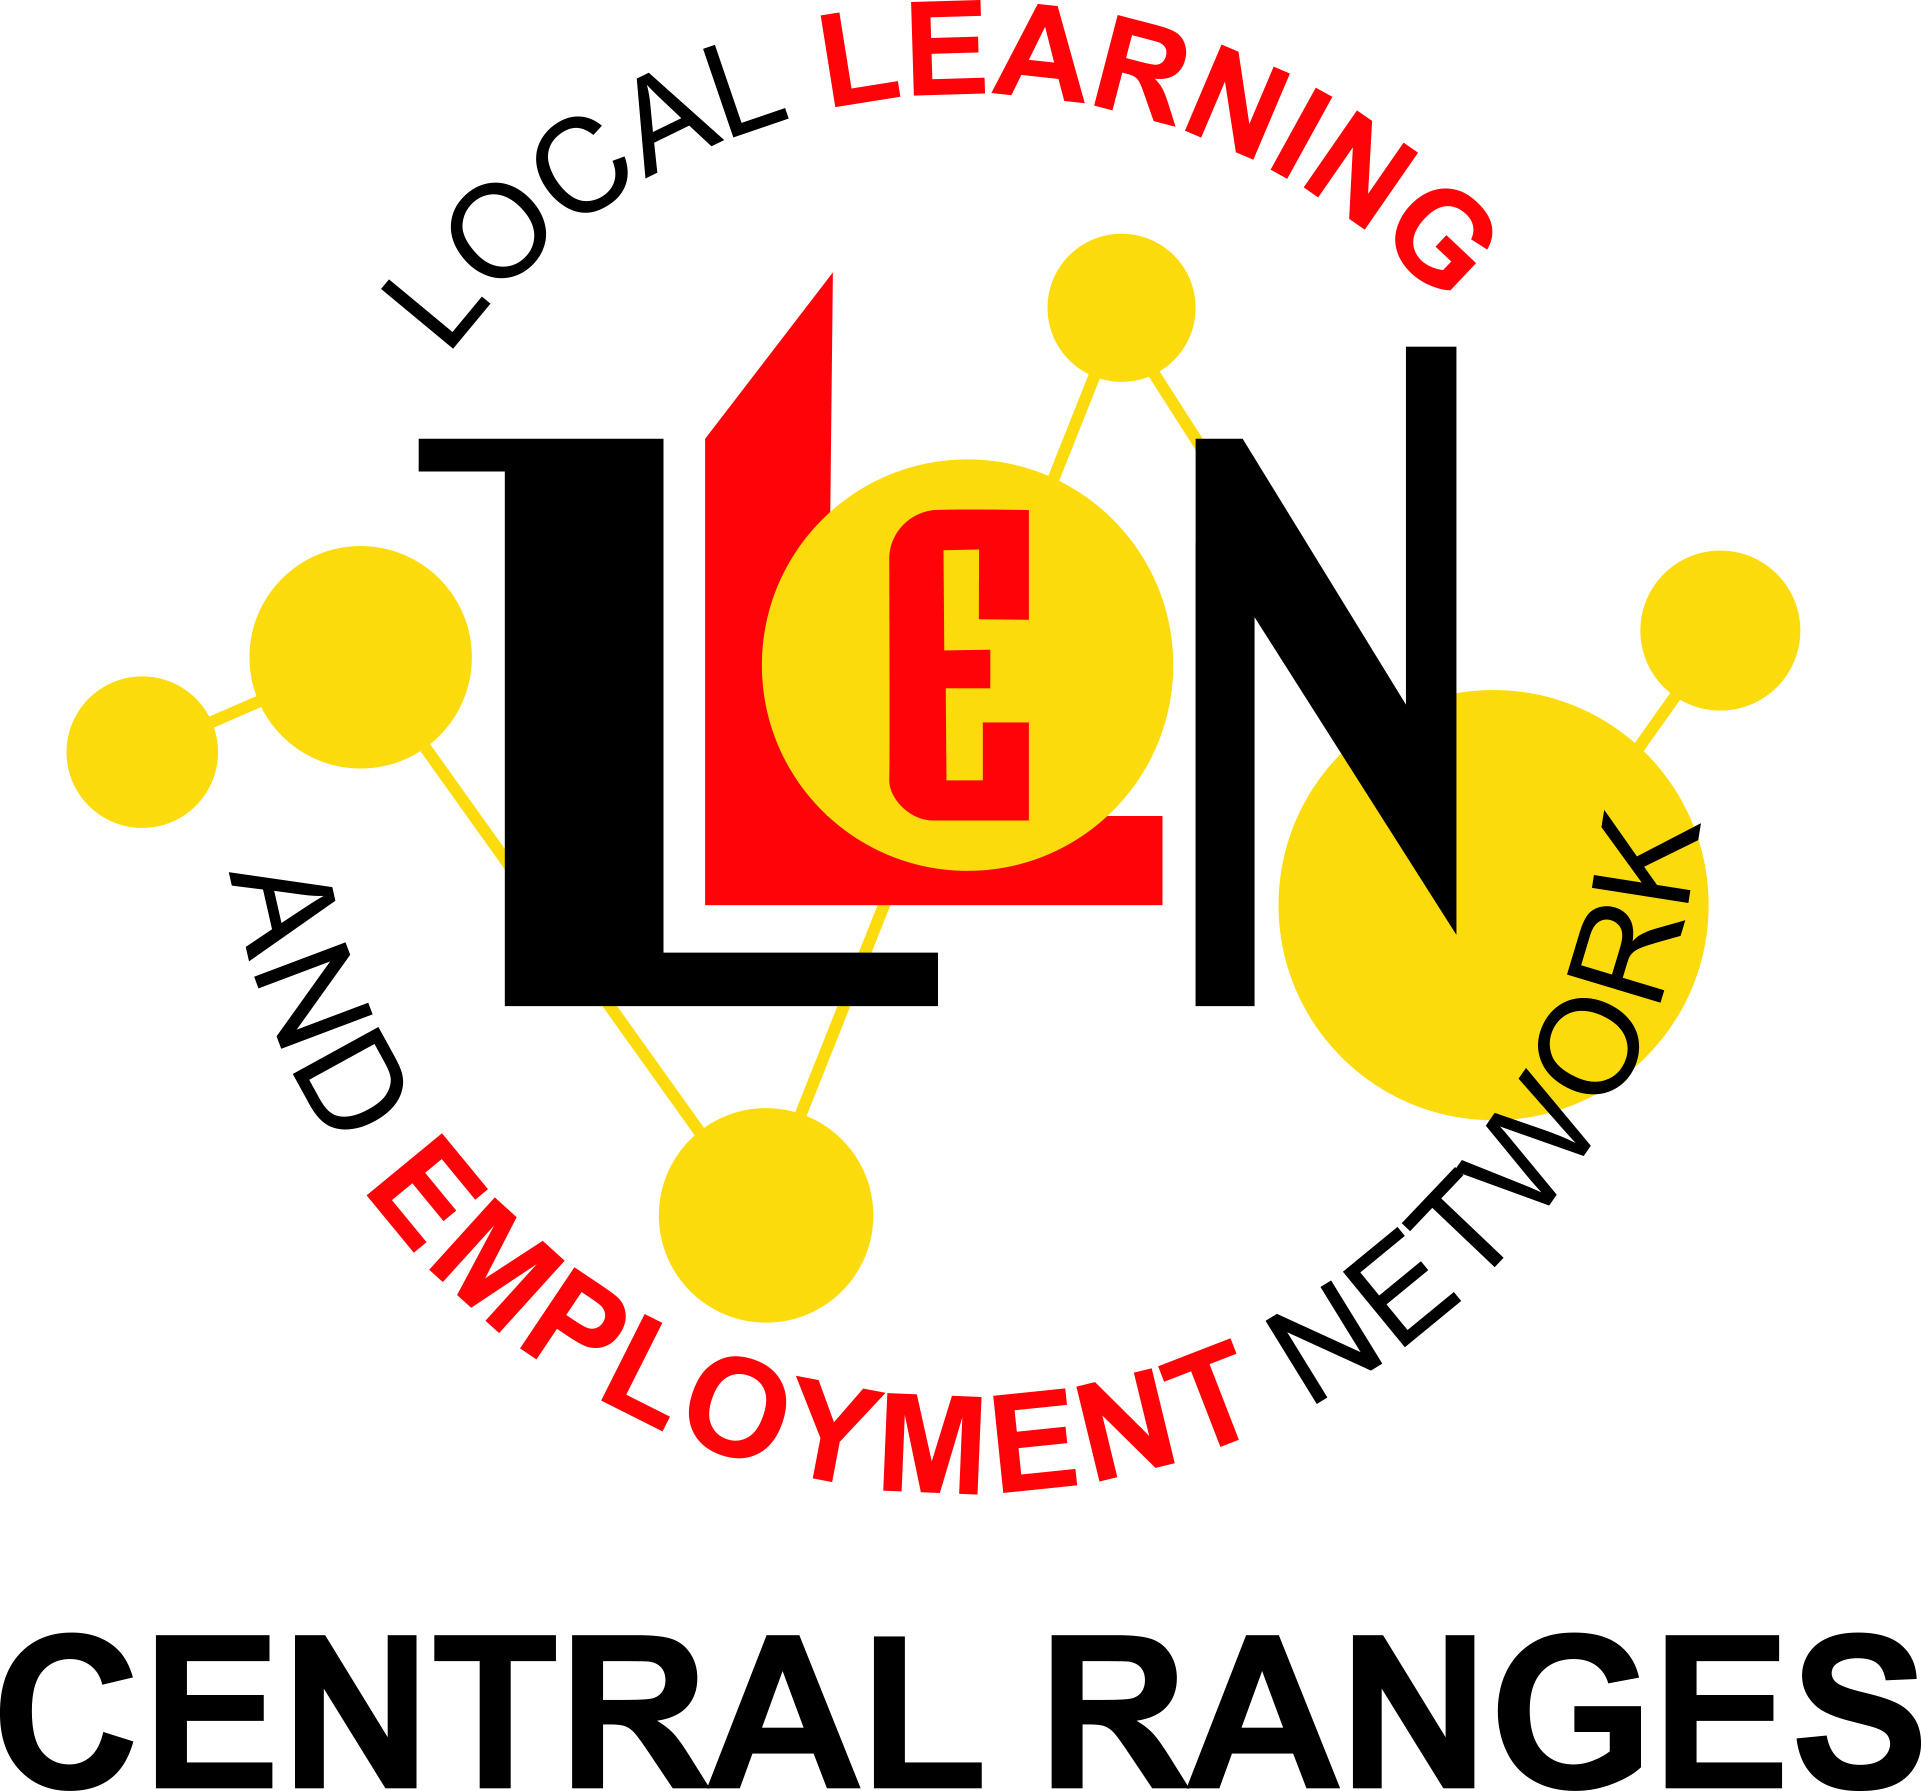 LOCAL LEARNING
LLEN
AND EMPLOYMENT NETWORK
CENTRAL RANGES